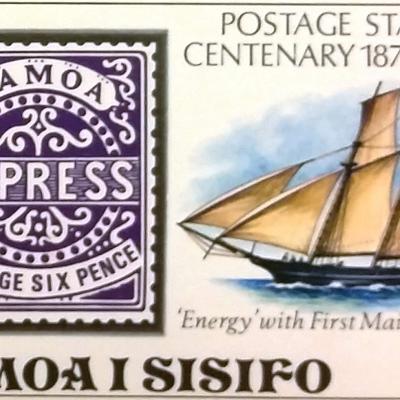 AMOA
PRESS
GE SIX PENCE
POSTAGE STA
CENTENARY 187
'Energy' with First Mai
MOA I SISIFO